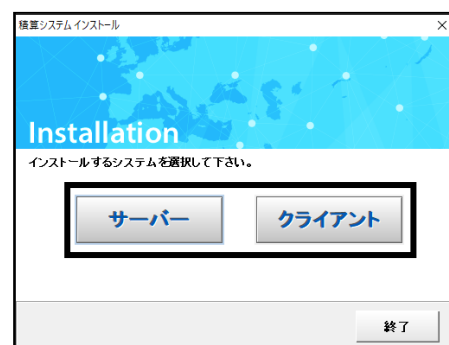 積算システム インストール
Installation
インストールするシステムを選択して下さい。
サーバー クライアント
終了